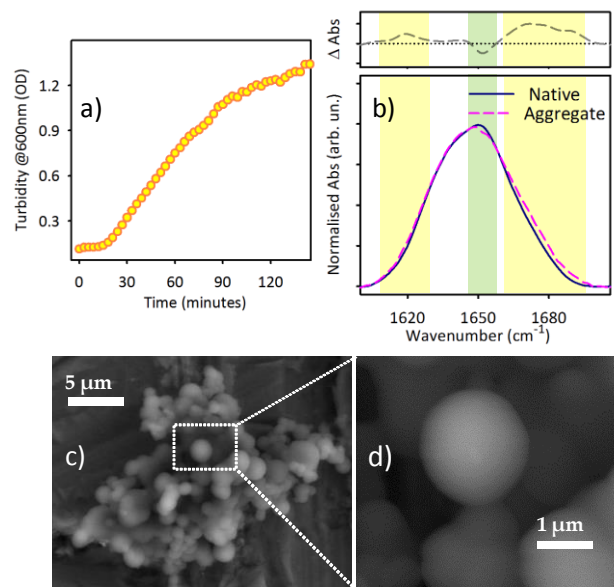 a)
Turbidity @600nm (OD)
1.2
0.9
0.6
0.3
0 30 60 90 120
Time (minutes)
Δ Abs
b)
Native
Aggregate
Normalised Abs (arb. un.)
1620 1650 1680
Wavenumber (cm⁻¹)
5 µm
c)
d)
1 µm